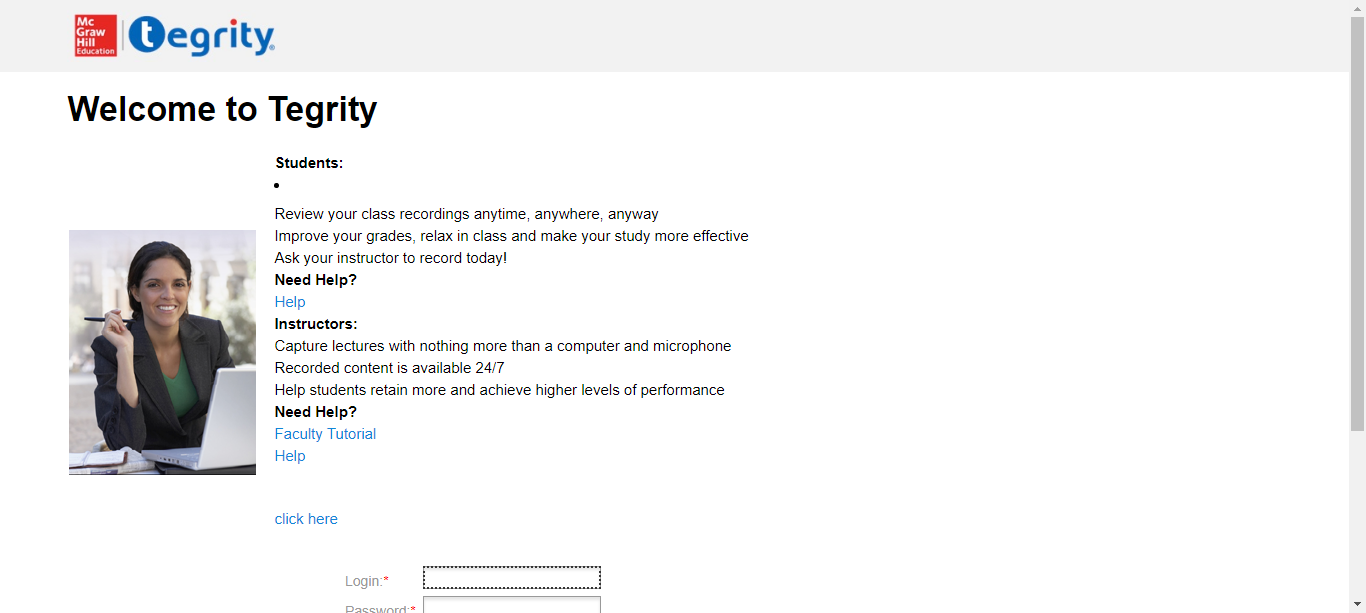 Mc
Graw
Hill
Education
tegrity®
Welcome to Tegrity
Students:
Review your class recordings anytime, anywhere, anyway
Improve your grades, relax in class and make your study more effective
Ask your instructor to record today!
Need Help?
Help
Instructors:
Capture lectures with nothing more than a computer and microphone
Recorded content is available 24/7
Help students retain more and achieve higher levels of performance
Need Help?
Faculty Tutorial
Help
click here
Login:*
Password:*